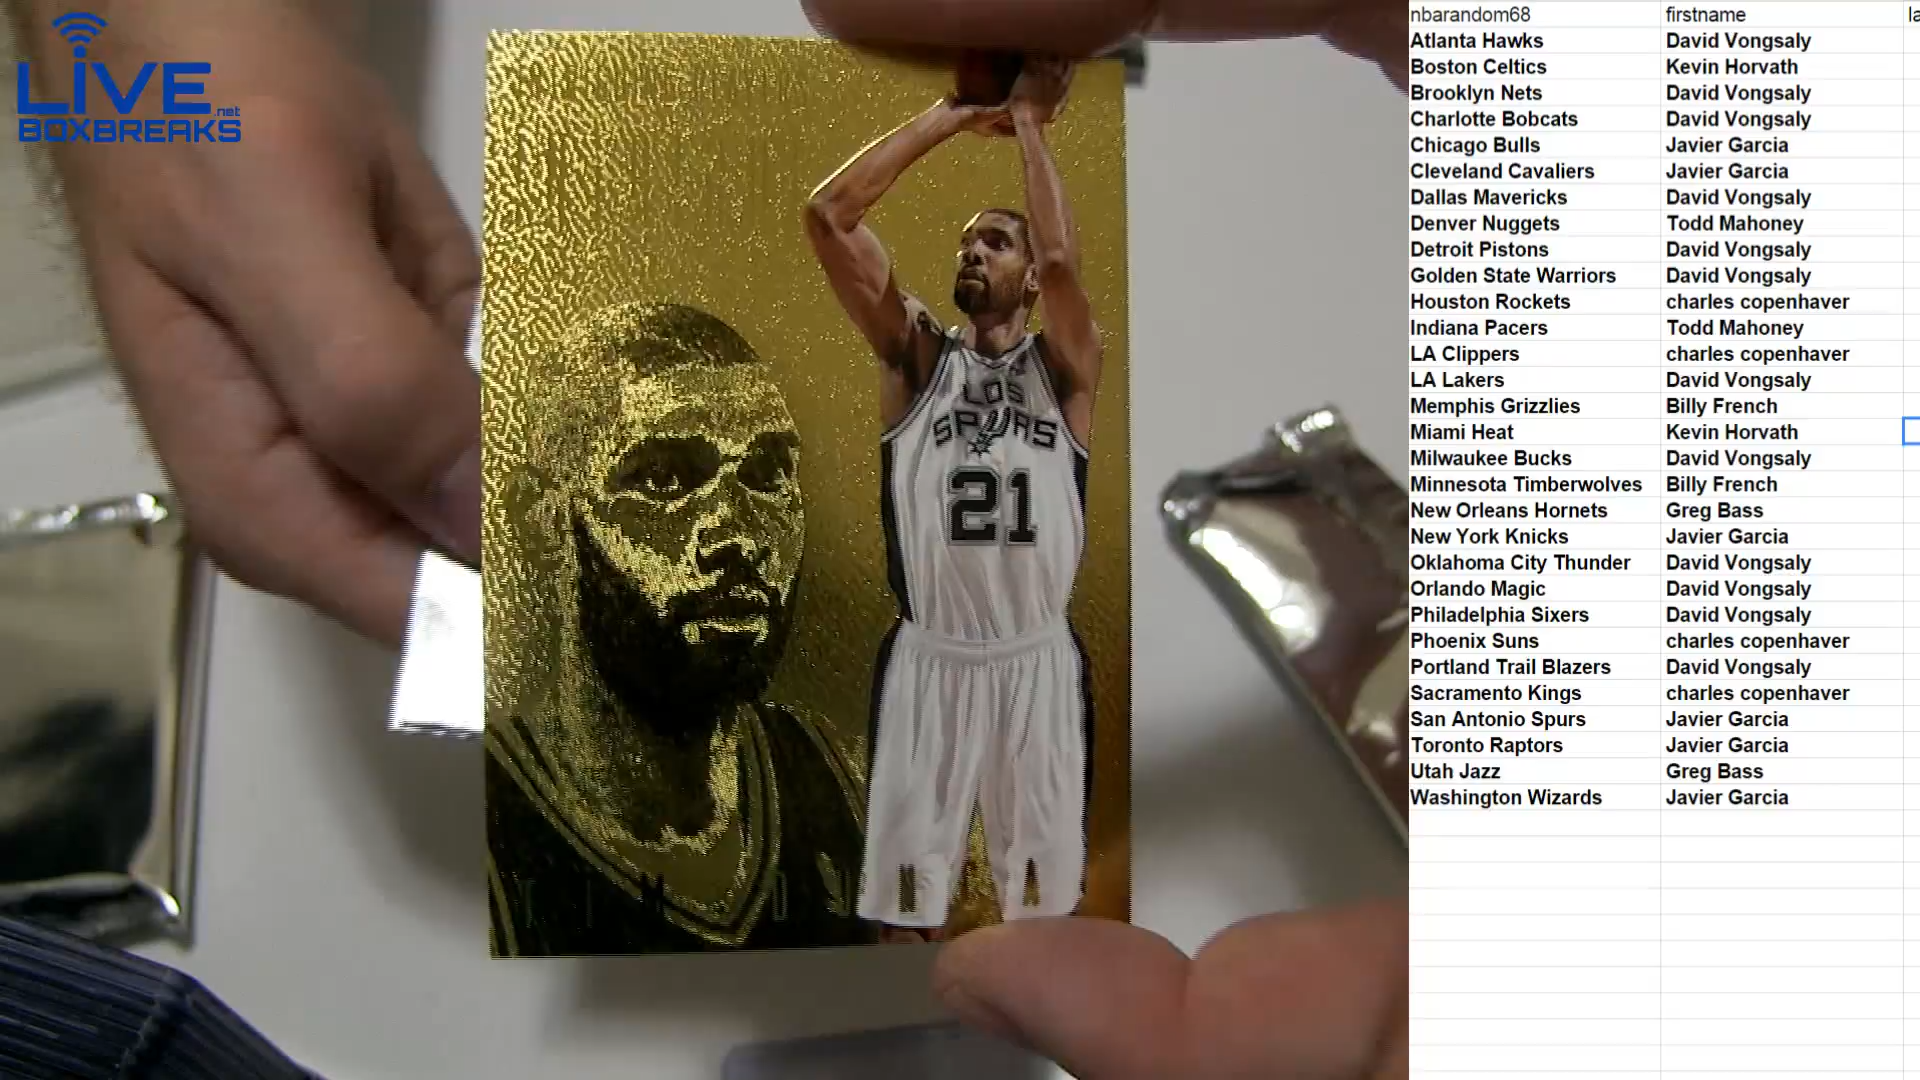 LiVE
.net
BOXBREAKS
LOS
SPURS
21
nbarandom68 firstname la
Atlanta Hawks David Vongsaly
Boston Celtics Kevin Horvath
Brooklyn Nets David Vongsaly
Charlotte Bobcats David Vongsaly
Chicago Bulls Javier Garcia
Cleveland Cavaliers Javier Garcia
Dallas Mavericks David Vongsaly
Denver Nuggets Todd Mahoney
Detroit Pistons David Vongsaly
Golden State Warriors David Vongsaly
Houston Rockets charles copenhaver
Indiana Pacers Todd Mahoney
LA Clippers charles copenhaver
LA Lakers David Vongsaly
Memphis Grizzlies Billy French
Miami Heat Kevin Horvath
Milwaukee Bucks David Vongsaly
Minnesota Timberwolves Billy French
New Orleans Hornets Greg Bass
New York Knicks Javier Garcia
Oklahoma City Thunder David Vongsaly
Orlando Magic David Vongsaly
Philadelphia Sixers David Vongsaly
Phoenix Suns charles copenhaver
Portland Trail Blazers David Vongsaly
Sacramento Kings charles copenhaver
San Antonio Spurs Javier Garcia
Toronto Raptors Javier Garcia
Utah Jazz Greg Bass
Washington Wizards Javier Garcia